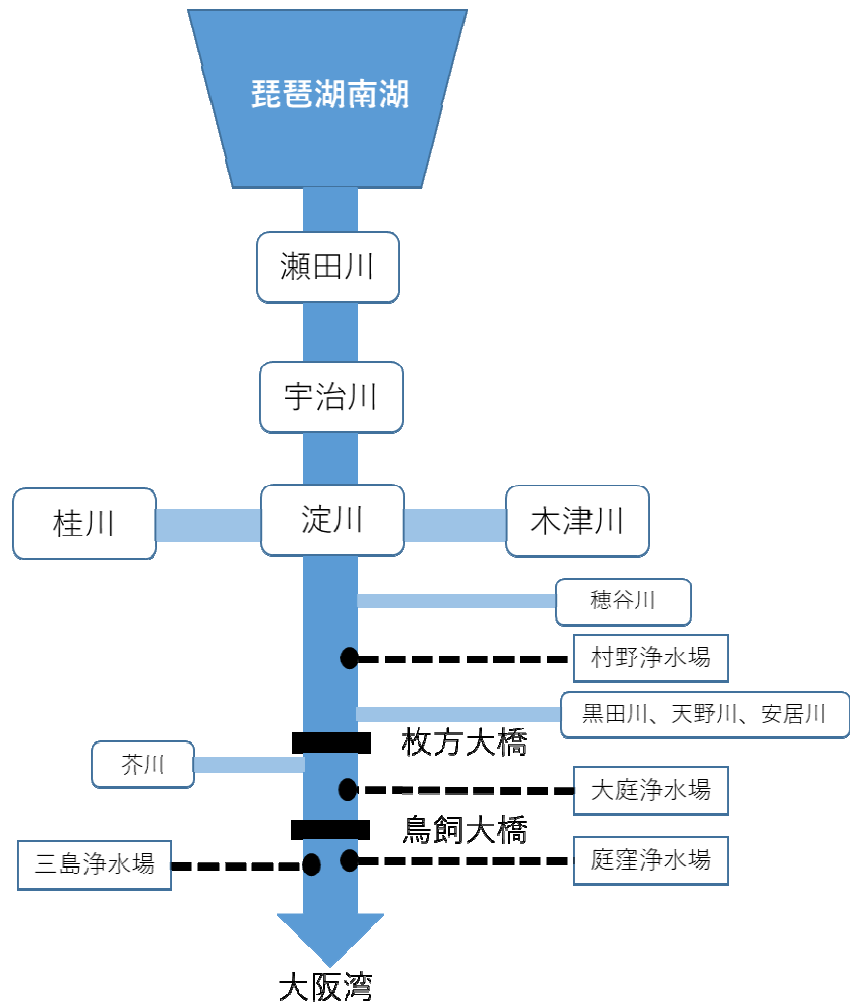 琵琶湖南湖
瀬田川
宇治川
桂川
淀川
木津川
穂谷川
村野浄水場
黒田川、天野川、安居川
枚方大橋
芥川
大庭浄水場
鳥飼大橋
三島浄水場
庭窪浄水場
大阪湾